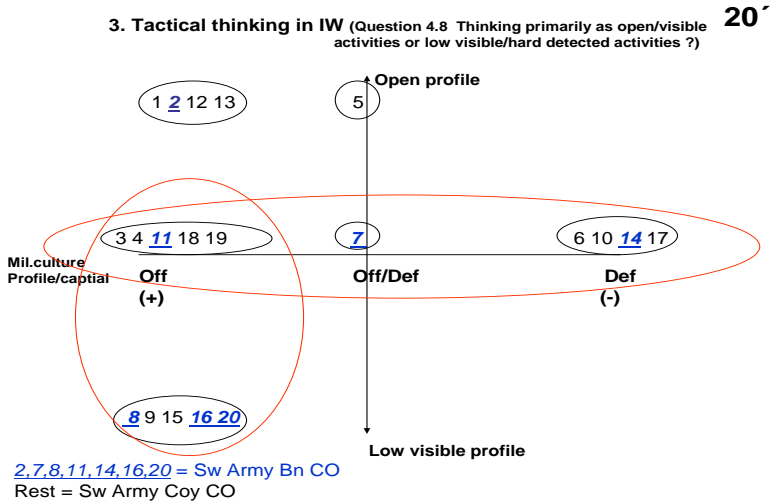 3. Tactical thinking in IW (Question 4.8 Thinking primarily as open/visible
activities or low visible/hard detected activities ?)
20´
Open profile
1 2 12 13
5
3 4 11 18 19
7
6 10 14 17
Mil.culture
Profile/captial
Off
(+)
Off/Def
Def
(-)
8 9 15 16 20
Low visible profile
2,7,8,11,14,16,20 = Sw Army Bn CO
Rest = Sw Army Coy CO